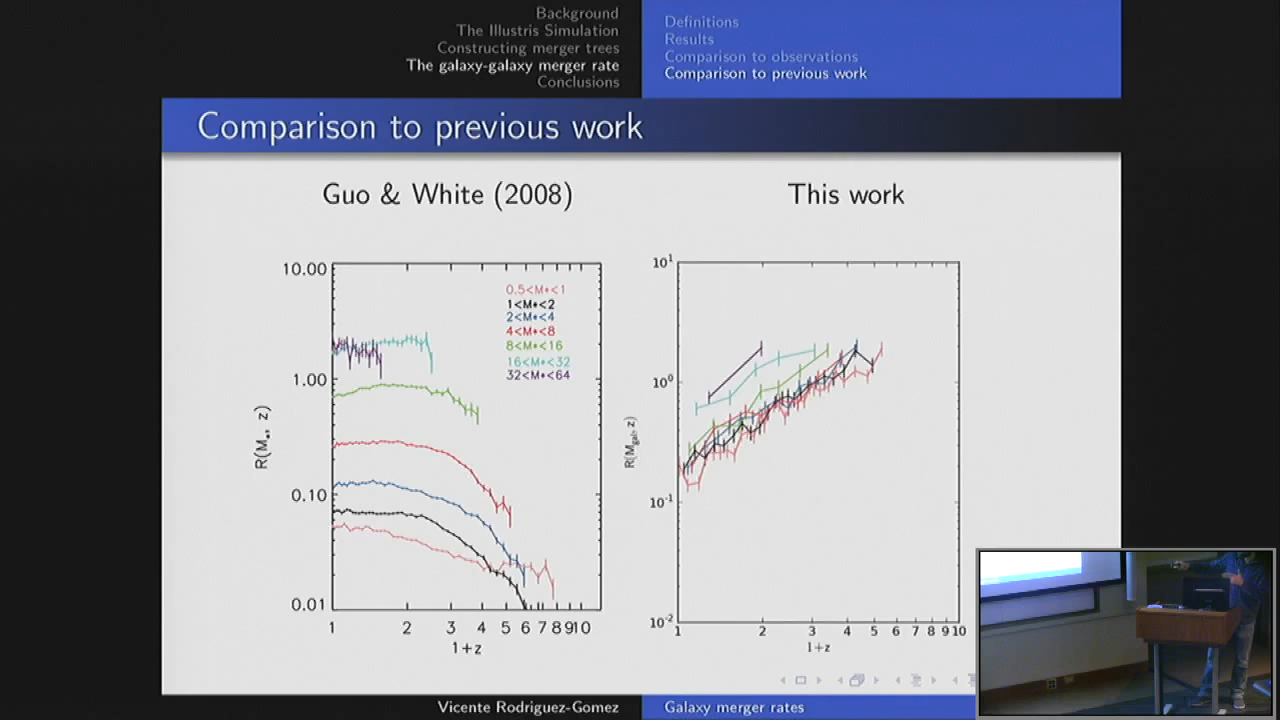 Background
The Illustris Simulation
Constructing merger trees
The galaxy-galaxy merger rate
Conclusions
Definitions
Results
Comparison to observations
Comparison to previous work
Comparison to previous work
Guo & White (2008)
This work
10.00
1.00
0.10
0.01
R(M*, z)
0.5<M*<1
1<M*<2
2<M*<4
4<M*<8
8<M*<16
16<M*<32
32<M*<64
1 2 3 4 5 6 7 8 9 10
1+z
10¹
10⁰
10⁻¹
10⁻²
R(M_gal, z)
1 2 3 4 5 6 7 8 9 10
1+z
Vicente Rodriguez-Gomez
Galaxy merger rates